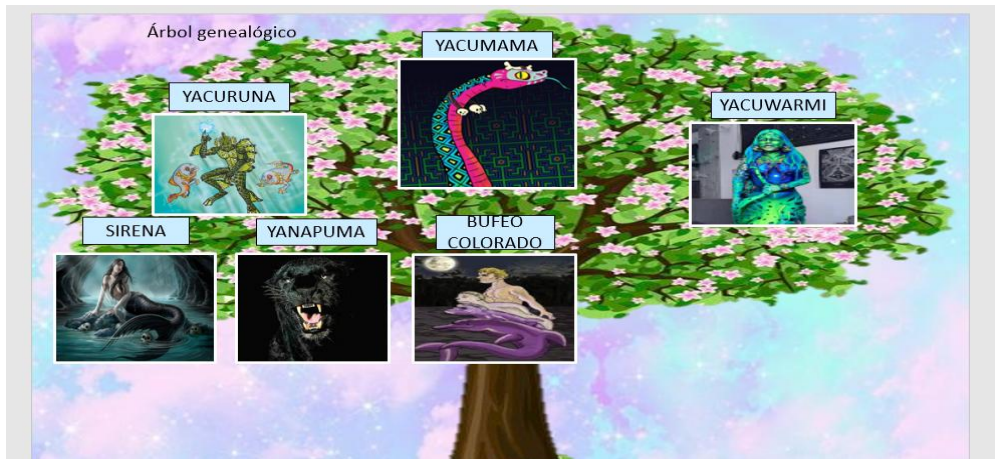 Árbol genealógico
YACUMAMA
YACURUNA
YACUWARMI
SIRENA
YANAPUMA
BUFEO
COLORADO